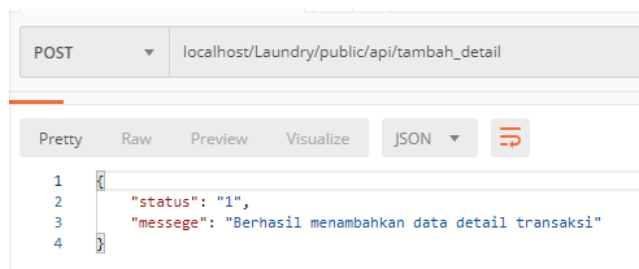 POST localhost/Laundry/public/api/tambah_detail
Pretty Raw Preview Visualize JSON
1 {
2 "status": "1",
3 "messege": "Berhasil menambahkan data detail transaksi"
4 }